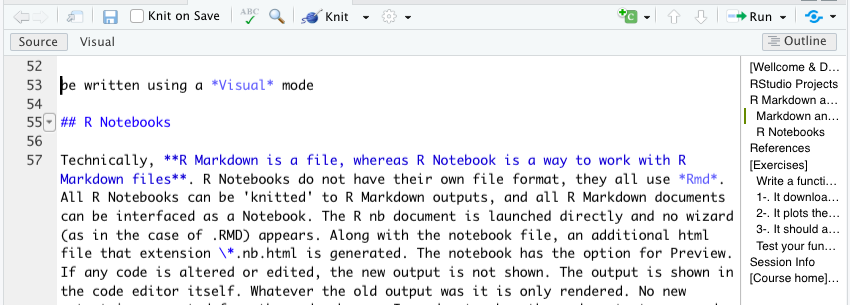 Knit on Save ABC Knit Run
Source Visual Outline
52
53 be written using a *Visual* mode
54
55 ## R Notebooks
56
57 Technically, **R Markdown is a file, whereas R Notebook is a way to work with R
Markdown files**. R Notebooks do not have their own file format, they all use *Rmd*.
All R Notebooks can be 'knitted' to R Markdown outputs, and all R Markdown documents
can be interfaced as a Notebook. The R nb document is launched directly and no wizard
(as in the case of .RMD) appears. Along with the notebook file, an additional html
file that extension \*.nb.html is generated. The notebook has the option for Preview.
If any code is altered or edited, the new output is not shown. The output is shown in
the code editor itself. Whatever the old output was it is only rendered. No new
[Wellcome & D...
RStudio Projects
R Markdown a...
Markdown an...
R Notebooks
References
[Exercises]
Write a functi...
1-. It downloa...
2-. It plots the...
3-. It should a...
Test your fun...
Session Info
[Course home]...